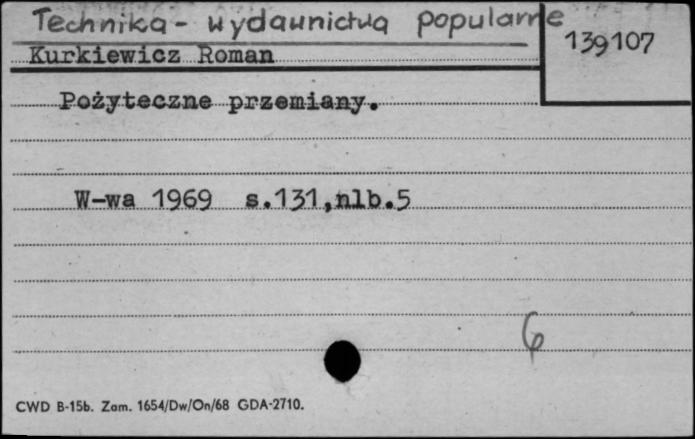 Technika - wydawnictwa popularne
139107
Kurkiewicz Roman
Pożyteczne przemiany.
W-wa 1969 s.131,nlb.5
6
CWD B-15b. Zam. 1654/Dw/On/68 GDA-2710.